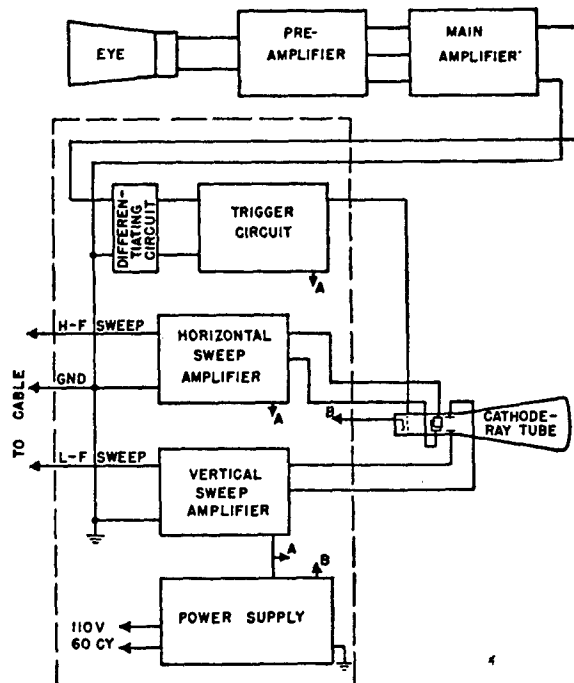 EYE
PRE-
AMPLIFIER
MAIN
AMPLIFIER
DIFFEREN-
TIATING
CIRCUIT
TRIGGER
CIRCUIT
A
H-F SWEEP
HORIZONTAL
SWEEP
AMPLIFIER
A
GND
TO CABLE
B
CATHODE-
RAY TUBE
L-F SWEEP
VERTICAL
SWEEP
AMPLIFIER
A
B
POWER SUPPLY
110V
60 CY